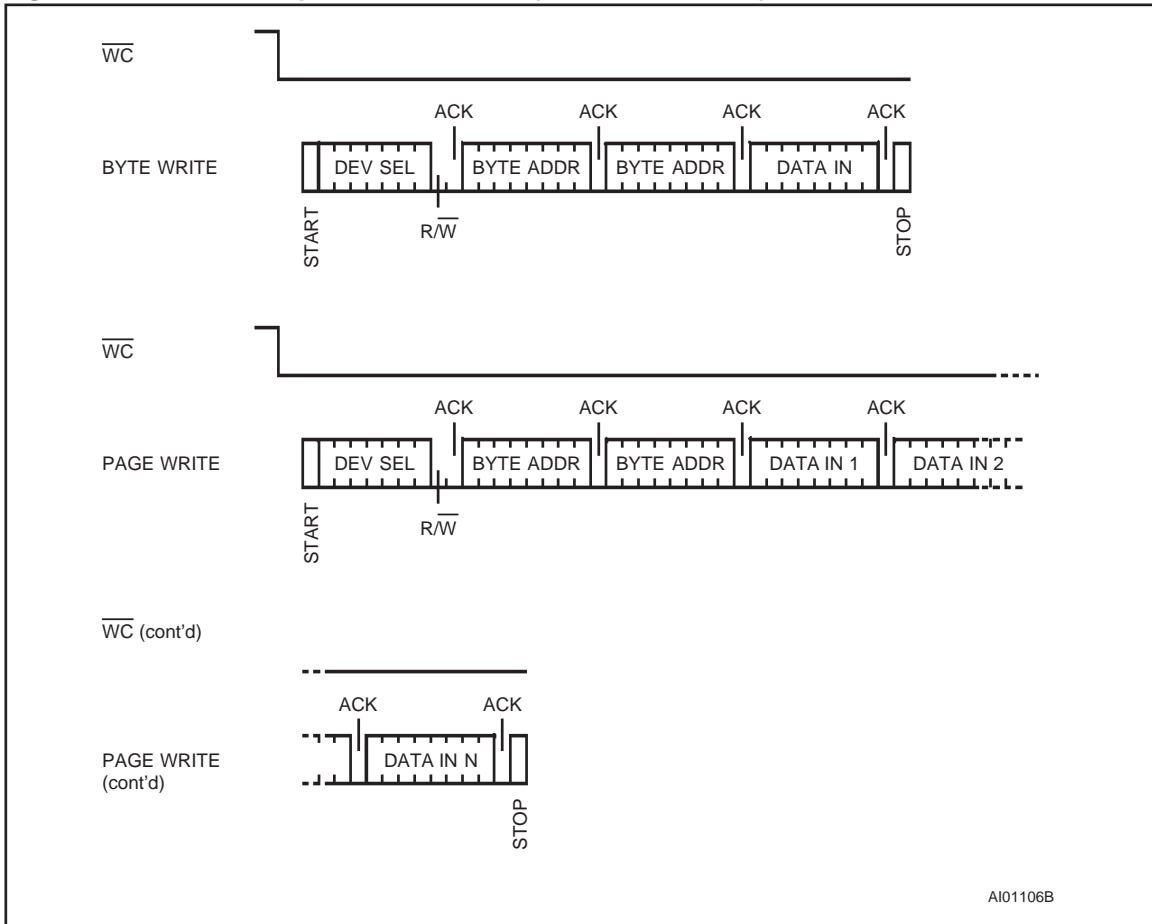 WC
ACK ACK ACK ACK
BYTE WRITE DEV SEL BYTE ADDR BYTE ADDR DATA IN
START R/W STOP
WC
ACK ACK ACK ACK
PAGE WRITE DEV SEL BYTE ADDR BYTE ADDR DATA IN 1 DATA IN 2
START R/W
WC (cont'd)
ACK ACK
PAGE WRITE DATA IN N
(cont'd)
STOP
AI01106B